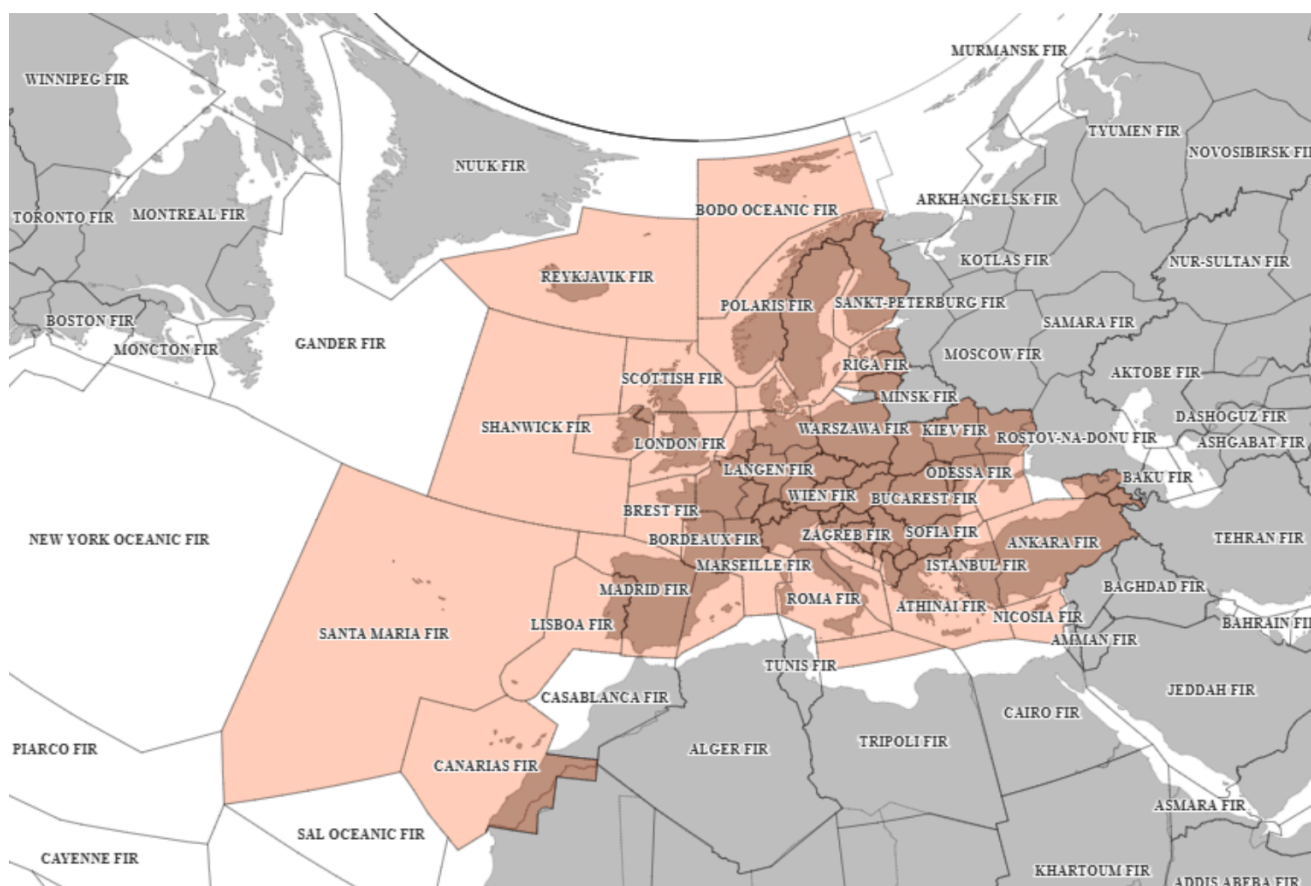 MURMANSK FIR
WINNIPEG FIR
TYUMEN FIR
NOVOSIBIRSK FI
NUUK FIR
ARKHANGELSK FIR
BODO OCEANIC FIR
TORONTO FIR
MONTREAL FIR
KOTLAS FIR
NUR-SULTAN FIR
REYKJAVIK FIR
POLARIS FIR
SANKT-PETERBURG FIR
BOSTON FIR
SAMARA FIR
GANDER FIR
MONCTON FIR
MOSCOW FIR
RIGA FIR
AKTOBE FIR
SCOTTISH FIR
MINSK FIR
DASHOGUZ FIR
SHANWICK FIR
WARSZAWA FIR
KIEV FIR
ROSTOV-NA-DONU FIR
LONDON FIR
ASHGABAT FIR
LANGEN FIR
ODESSA FIR
BAKU FIR
WIEN FIR
BUCAREST FIR
BREST FIR
NEW YORK OCEANIC FIR
BORDEAUX FIR
ZAGREB FIR
SOFIA FIR
ANKARA FIR
TEHRAN FIR
MARSEILLE FIR
ISTANBUL FIR
MADRID FIR
BAGHDAD FIR
ROMA FIR
ATHINAI FIR
NICOSIA FIR
SANTA MARIA FIR
LISBOA FIR
BAHRAIN FI
AMMAN FIR
TUNIS FIR
CASABLANCA FIR
JEDDAH FIR
CAIRO FIR
PIARCO FIR
ALGER FIR
TRIPOLI FIR
CANARIAS FIR
ASMARA FIR
SAL OCEANIC FIR
CAYENNE FIR
KHARTOUM FIR
ADDIS ABEBA FIR